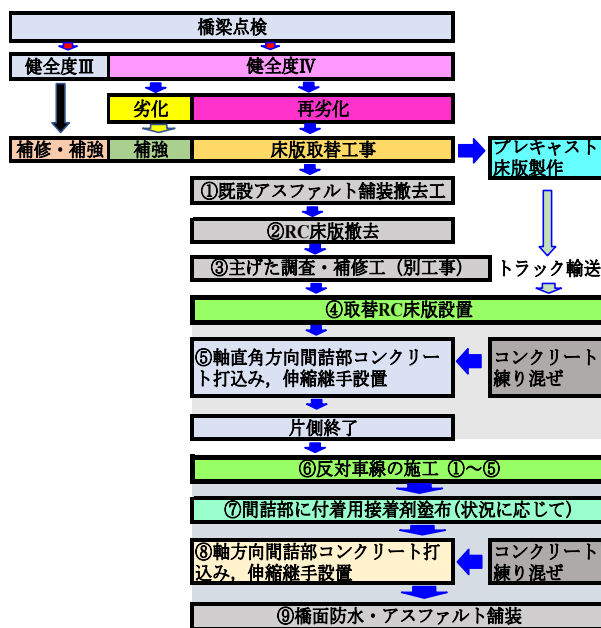 橋梁点検
健全度Ⅲ
健全度Ⅳ
劣化
再劣化
補修・補強
補強
床版取替工事
プレキャスト
床版製作
①既設アスファルト舗装撤去工
②RC床版撤去
③主げた調査・補修工（別工事）
トラック輸送
④取替RC床版設置
⑤軸直角方向間詰部コンクリー
ト打込み，伸縮継手設置
コンクリート
練り混ぜ
片側終了
⑥反対車線の施工 ①～⑤
⑦間詰部に付着用接着剤塗布(状況に応じて)
⑧軸方向間詰部コンクリート打
込み，伸縮継手設置
コンクリート
練り混ぜ
⑨橋面防水・アスファルト舗装